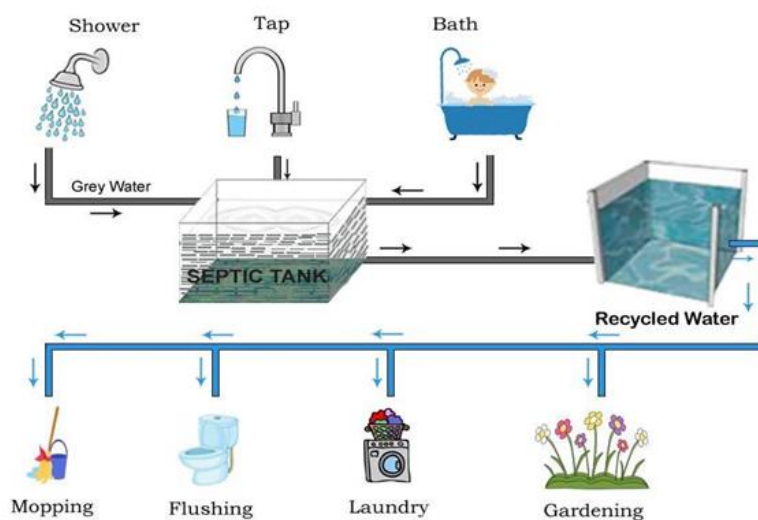 Shower
Tap
Bath
Grey Water
SEPTIC TANK
Recycled Water
Mopping
Flushing
Laundry
Gardening